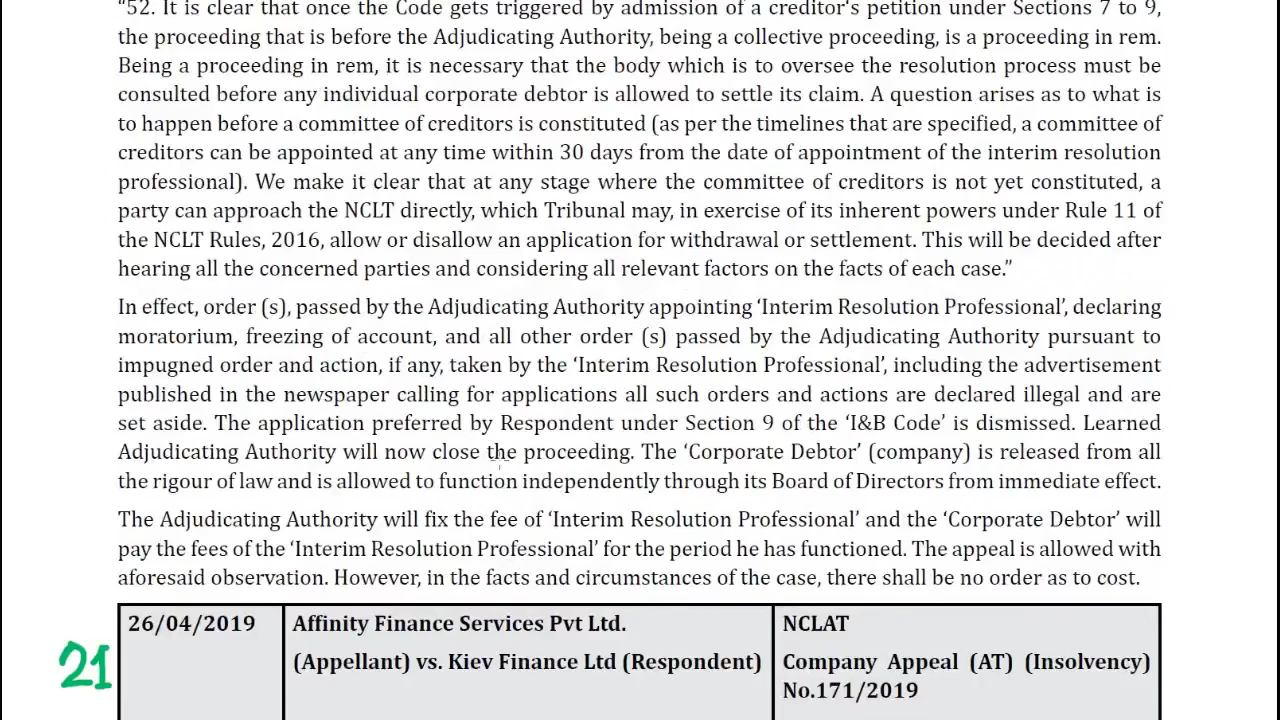 “52. It is clear that once the Code gets triggered by admission of a creditor's petition under Sections 7 to 9,
the proceeding that is before the Adjudicating Authority, being a collective proceeding, is a proceeding in rem.
Being a proceeding in rem, it is necessary that the body which is to oversee the resolution process must be
consulted before any individual corporate debtor is allowed to settle its claim. A question arises as to what is
to happen before a committee of creditors is constituted (as per the timelines that are specified, a committee of
creditors can be appointed at any time within 30 days from the date of appointment of the interim resolution
professional). We make it clear that at any stage where the committee of creditors is not yet constituted, a
party can approach the NCLT directly, which Tribunal may, in exercise of its inherent powers under Rule 11 of
the NCLT Rules, 2016, allow or disallow an application for withdrawal or settlement. This will be decided after
hearing all the concerned parties and considering all relevant factors on the facts of each case.”
In effect, order (s), passed by the Adjudicating Authority appointing ‘Interim Resolution Professional’, declaring
moratorium, freezing of account, and all other order (s) passed by the Adjudicating Authority pursuant to
impugned order and action, if any, taken by the ‘Interim Resolution Professional’, including the advertisement
published in the newspaper calling for applications all such orders and actions are declared illegal and are
set aside. The application preferred by Respondent under Section 9 of the ‘I&B Code’ is dismissed. Learned
Adjudicating Authority will now close the proceeding. The ‘Corporate Debtor’ (company) is released from all
the rigour of law and is allowed to function independently through its Board of Directors from immediate effect.
The Adjudicating Authority will fix the fee of ‘Interim Resolution Professional’ and the ‘Corporate Debtor’ will
pay the fees of the ‘Interim Resolution Professional’ for the period he has functioned. The appeal is allowed with
aforesaid observation. However, in the facts and circumstances of the case, there shall be no order as to cost.
21
26/04/2019
Affinity Finance Services Pvt Ltd.
(Appellant) vs. Kiev Finance Ltd (Respondent)
NCLAT
Company Appeal (AT) (Insolvency)
No.171/2019